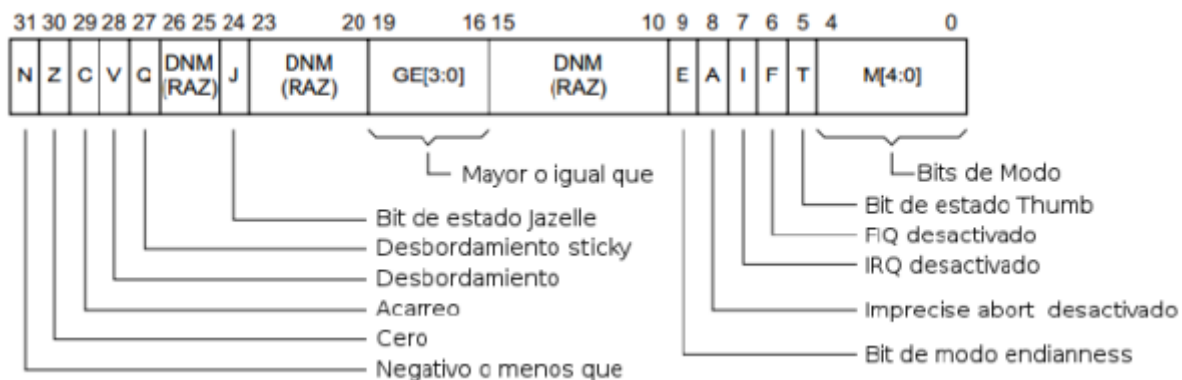 31 30 29 28 27 26 25 24 23 20 19 16 15 10 9 8 7 6 5 4 0
N Z C V Q DNM (RAZ) J DNM (RAZ) GE[3:0] DNM (RAZ) E A I F T M[4:0]
Mayor o igual que
Bits de Modo
Bit de estado Jazelle
Bit de estado Thumb
Desbordamiento sticky
FIQ desactivado
Desbordamiento
IRQ desactivado
Acarreo
Imprecise abort desactivado
Cero
Bit de modo endianness
Negativo o menos que